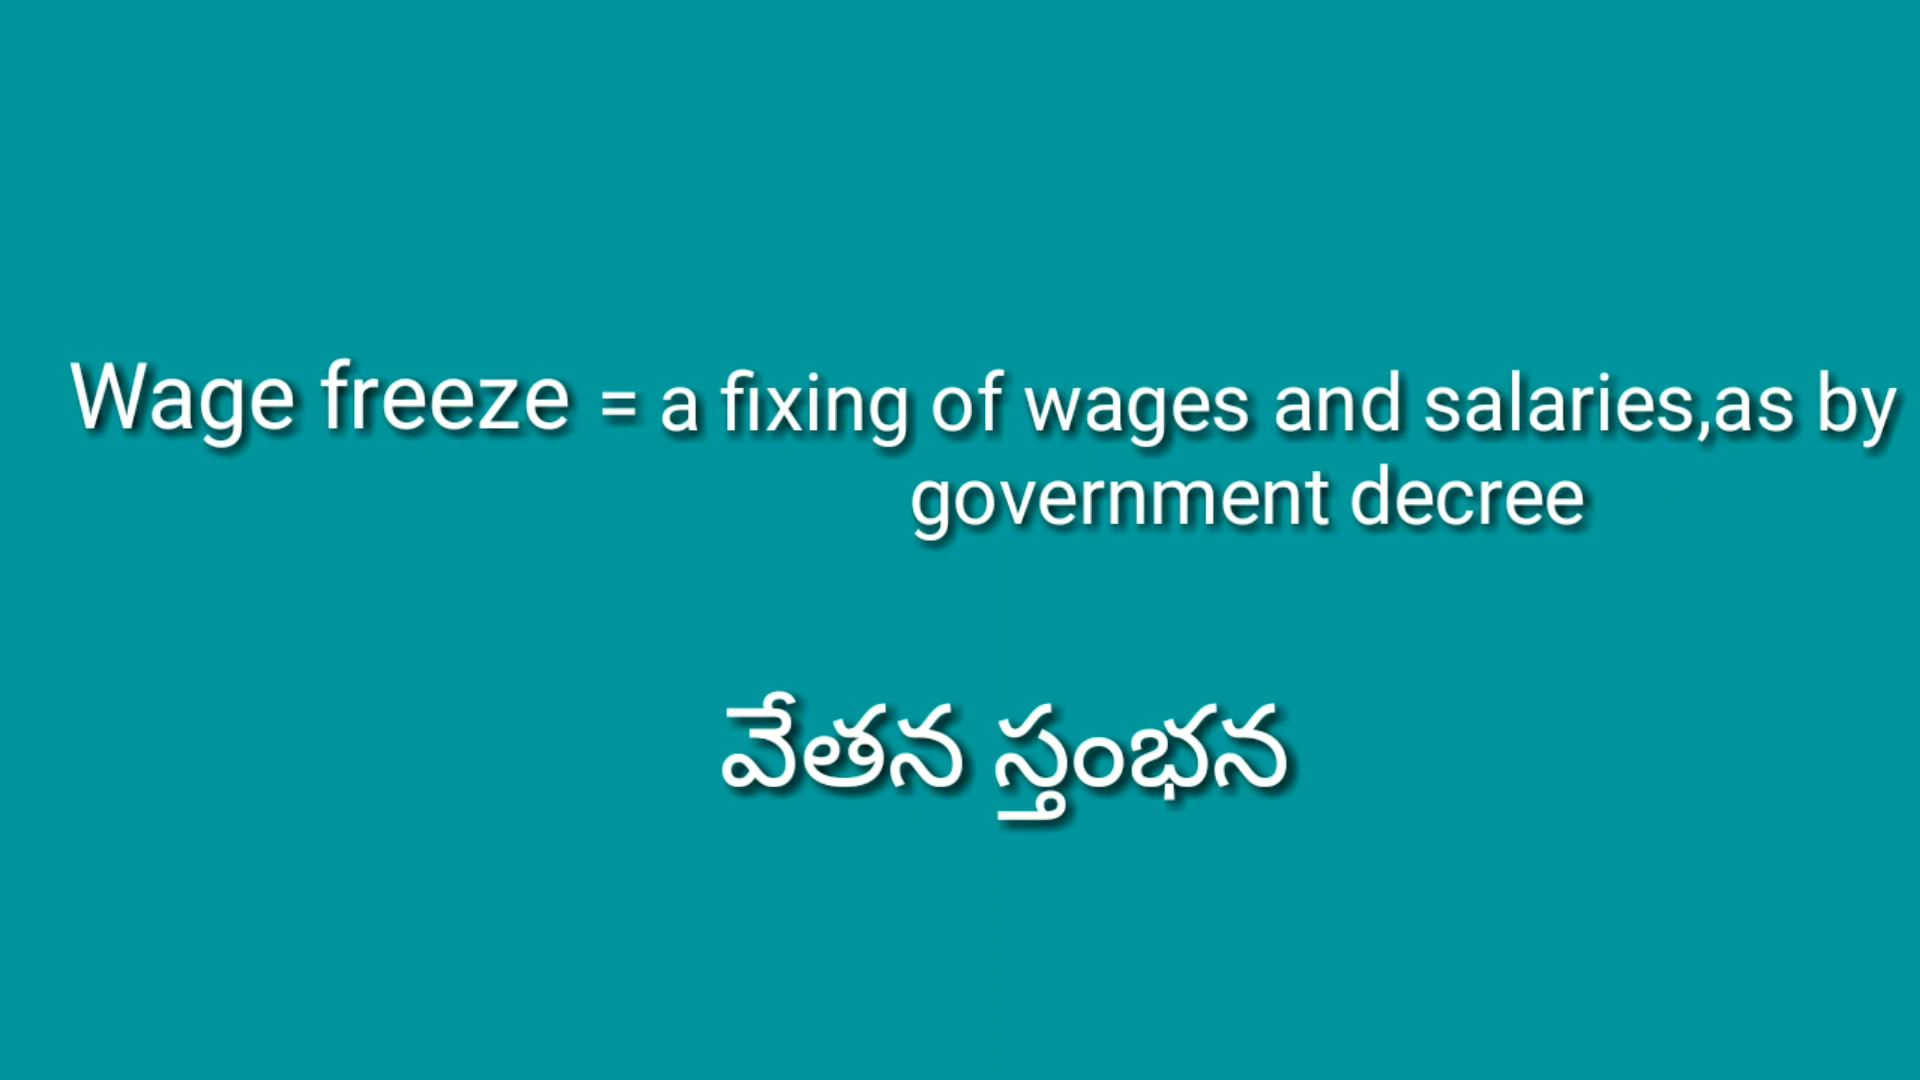 Wage freeze = a fixing of wages and salaries,as by
government decree
వేతన స్తంభన